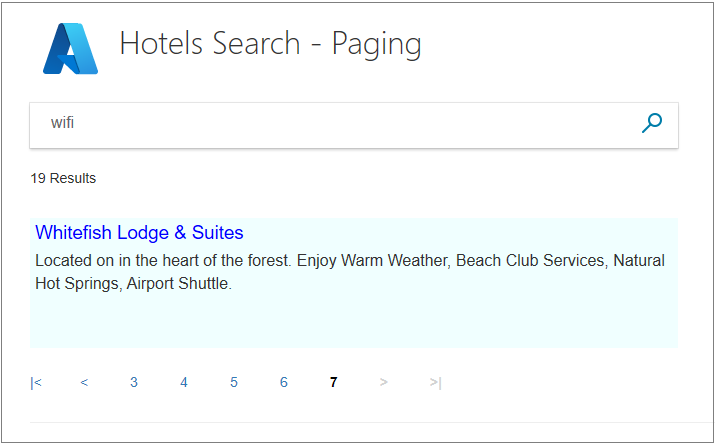 Hotels Search - Paging
wifi
19 Results
Whitefish Lodge & Suites
Located on in the heart of the forest. Enjoy Warm Weather, Beach Club Services, Natural
Hot Springs, Airport Shuttle.
|< < 3 4 5 6 7 > >|